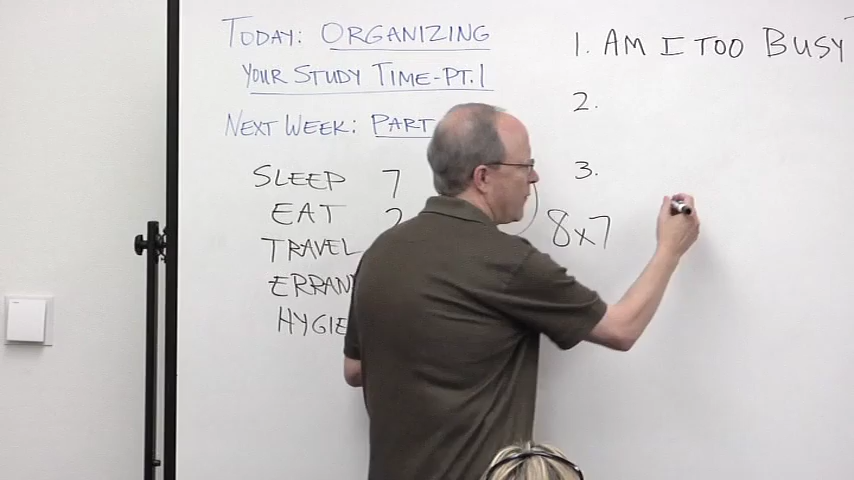 TODAY: ORGANIZING
YOUR STUDY TIME-PT.1
NEXT WEEK: PART
SLEEP 7
EAT 2
TRAVEL
ERRAN
HYGIE
1. AM I TOO BUSY?
2.
3.
8x7